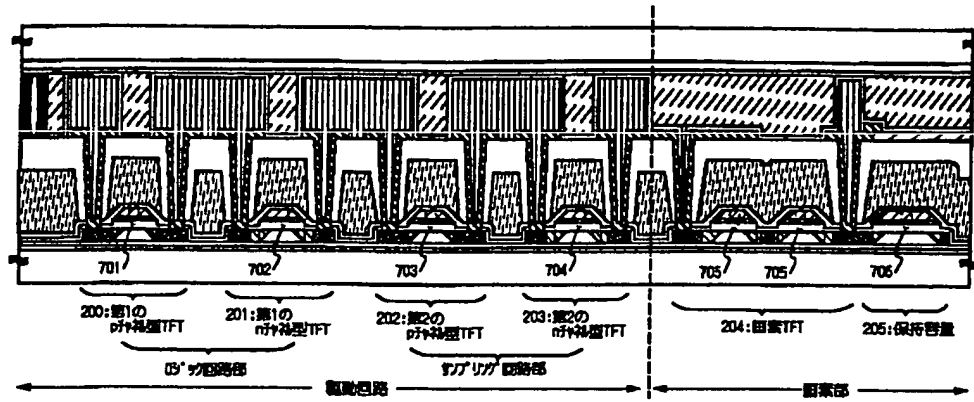 701
702
703
704
705
705
706
200:第1の
pチャネル型TFT
201:第1の
nチャネル型TFT
202:第2の
pチャネル型TFT
203:第2の
nチャネル型TFT
204:画素TFT
205:保持容量
ロジック回路部
サンプリング回路部
駆動回路
画素部